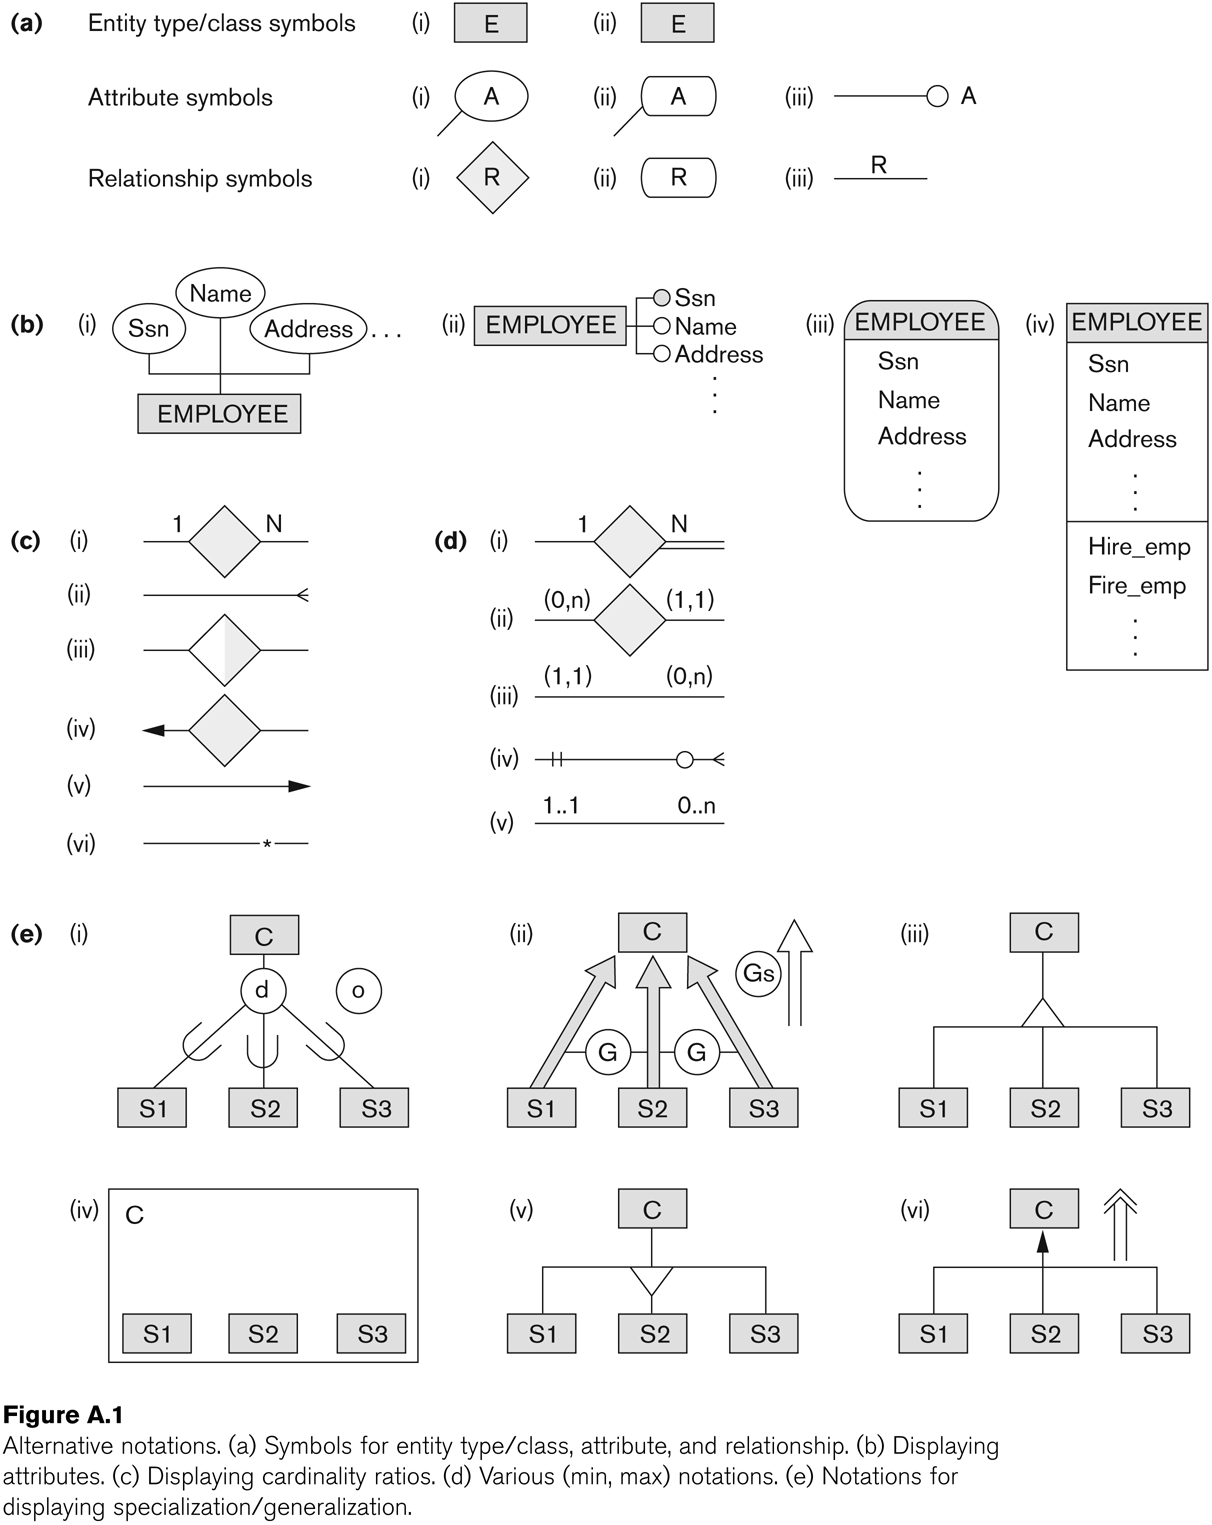 (a) Entity type/class symbols (i) E (ii) E
Attribute symbols (i) A (ii) A (iii) A
Relationship symbols (i) R (ii) R (iii) R
(b) (i) Ssn Name Address . . .
EMPLOYEE
(ii) EMPLOYEE
Ssn
Name
Address
.
.
.
(iii) EMPLOYEE
Ssn
Name
Address
.
.
.
(iv) EMPLOYEE
Ssn
Name
Address
.
.
.
Hire_emp
Fire_emp
.
.
.
(c) (i) 1 N
(ii)
(iii)
(iv)
(v)
(vi) *
(d) (i) 1 N
(ii) (0,n) (1,1)
(iii) (1,1) (0,n)
(iv)
(v) 1..1 0..n
(e) (i) C
d o
S1 S2 S3
(ii) C
Gs
G G
S1 S2 S3
(iii) C
S1 S2 S3
(iv) C
S1 S2 S3
(v) C
S1 S2 S3
(vi) C
S1 S2 S3
Figure A.1
Alternative notations. (a) Symbols for entity type/class, attribute, and relationship. (b) Displaying
attributes. (c) Displaying cardinality ratios. (d) Various (min, max) notations. (e) Notations for
displaying specialization/generalization.